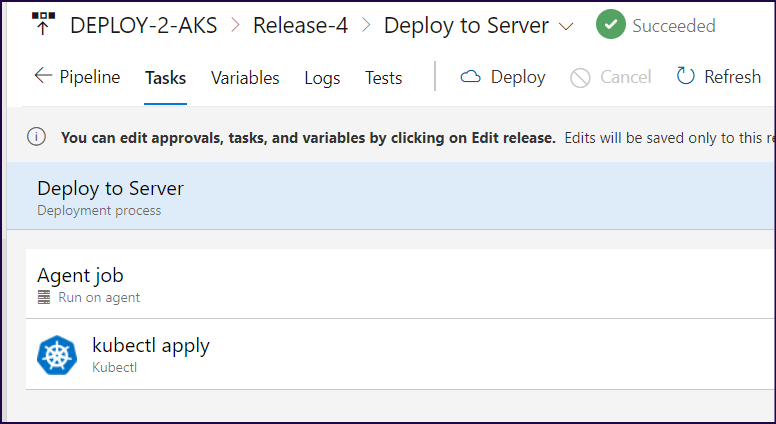 DEPLOY-2-AKS > Release-4 > Deploy to Server Succeeded
Pipeline Tasks Variables Logs Tests Deploy Cancel Refresh
You can edit approvals, tasks, and variables by clicking on Edit release. Edits will be saved only to this
Deploy to Server
Deployment process
Agent job
Run on agent
kubectl apply
Kubectl